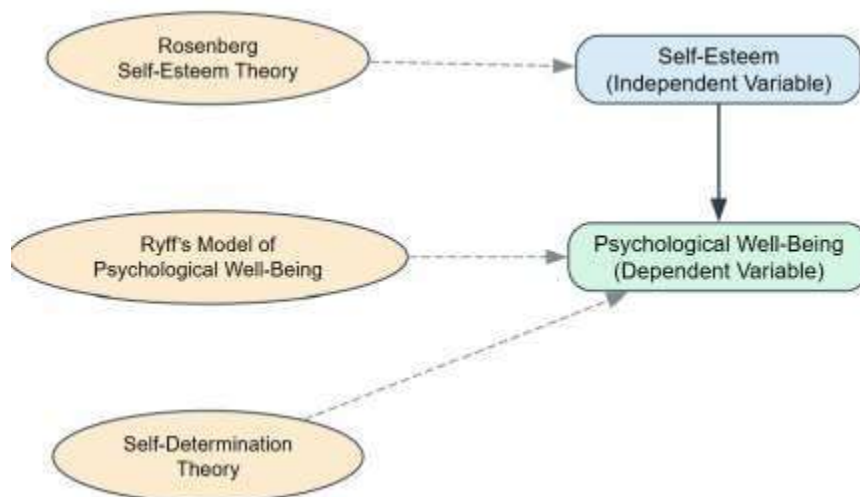 Rosenberg
Self-Esteem Theory
Self-Esteem
(Independent Variable)
Ryff's Model of
Psychological Well-Being
Psychological Well-Being
(Dependent Variable)
Self-Determination
Theory